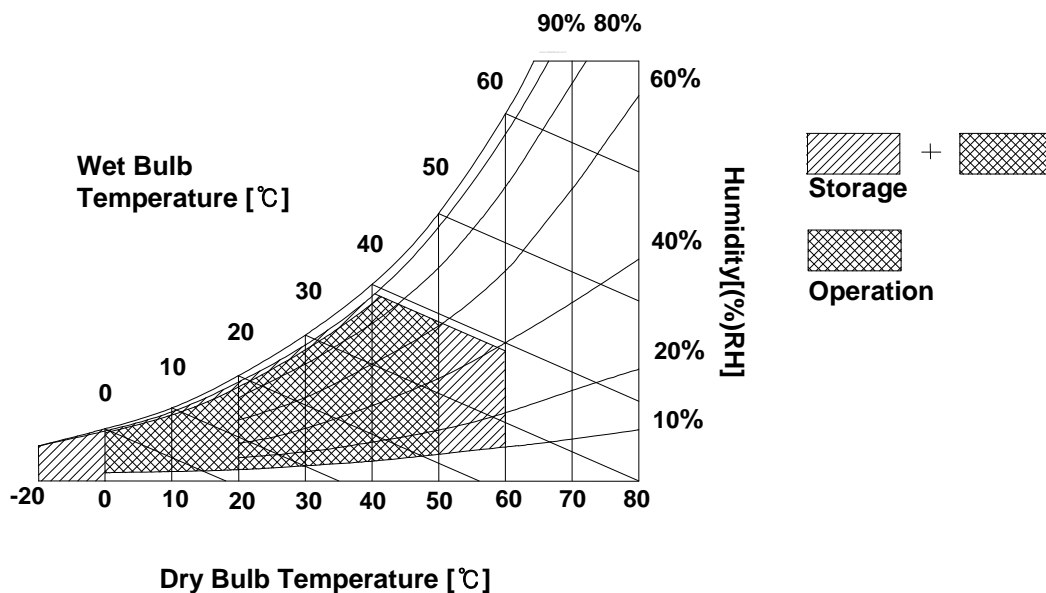 90% 80%
60
60%
50
Wet Bulb
Temperature [℃]
40
30
20
10
0
Humidity[(%)RH]
40%
20%
10%
-20 0 10 20 30 40 50 60 70 80
Dry Bulb Temperature [℃]
+
Storage
Operation